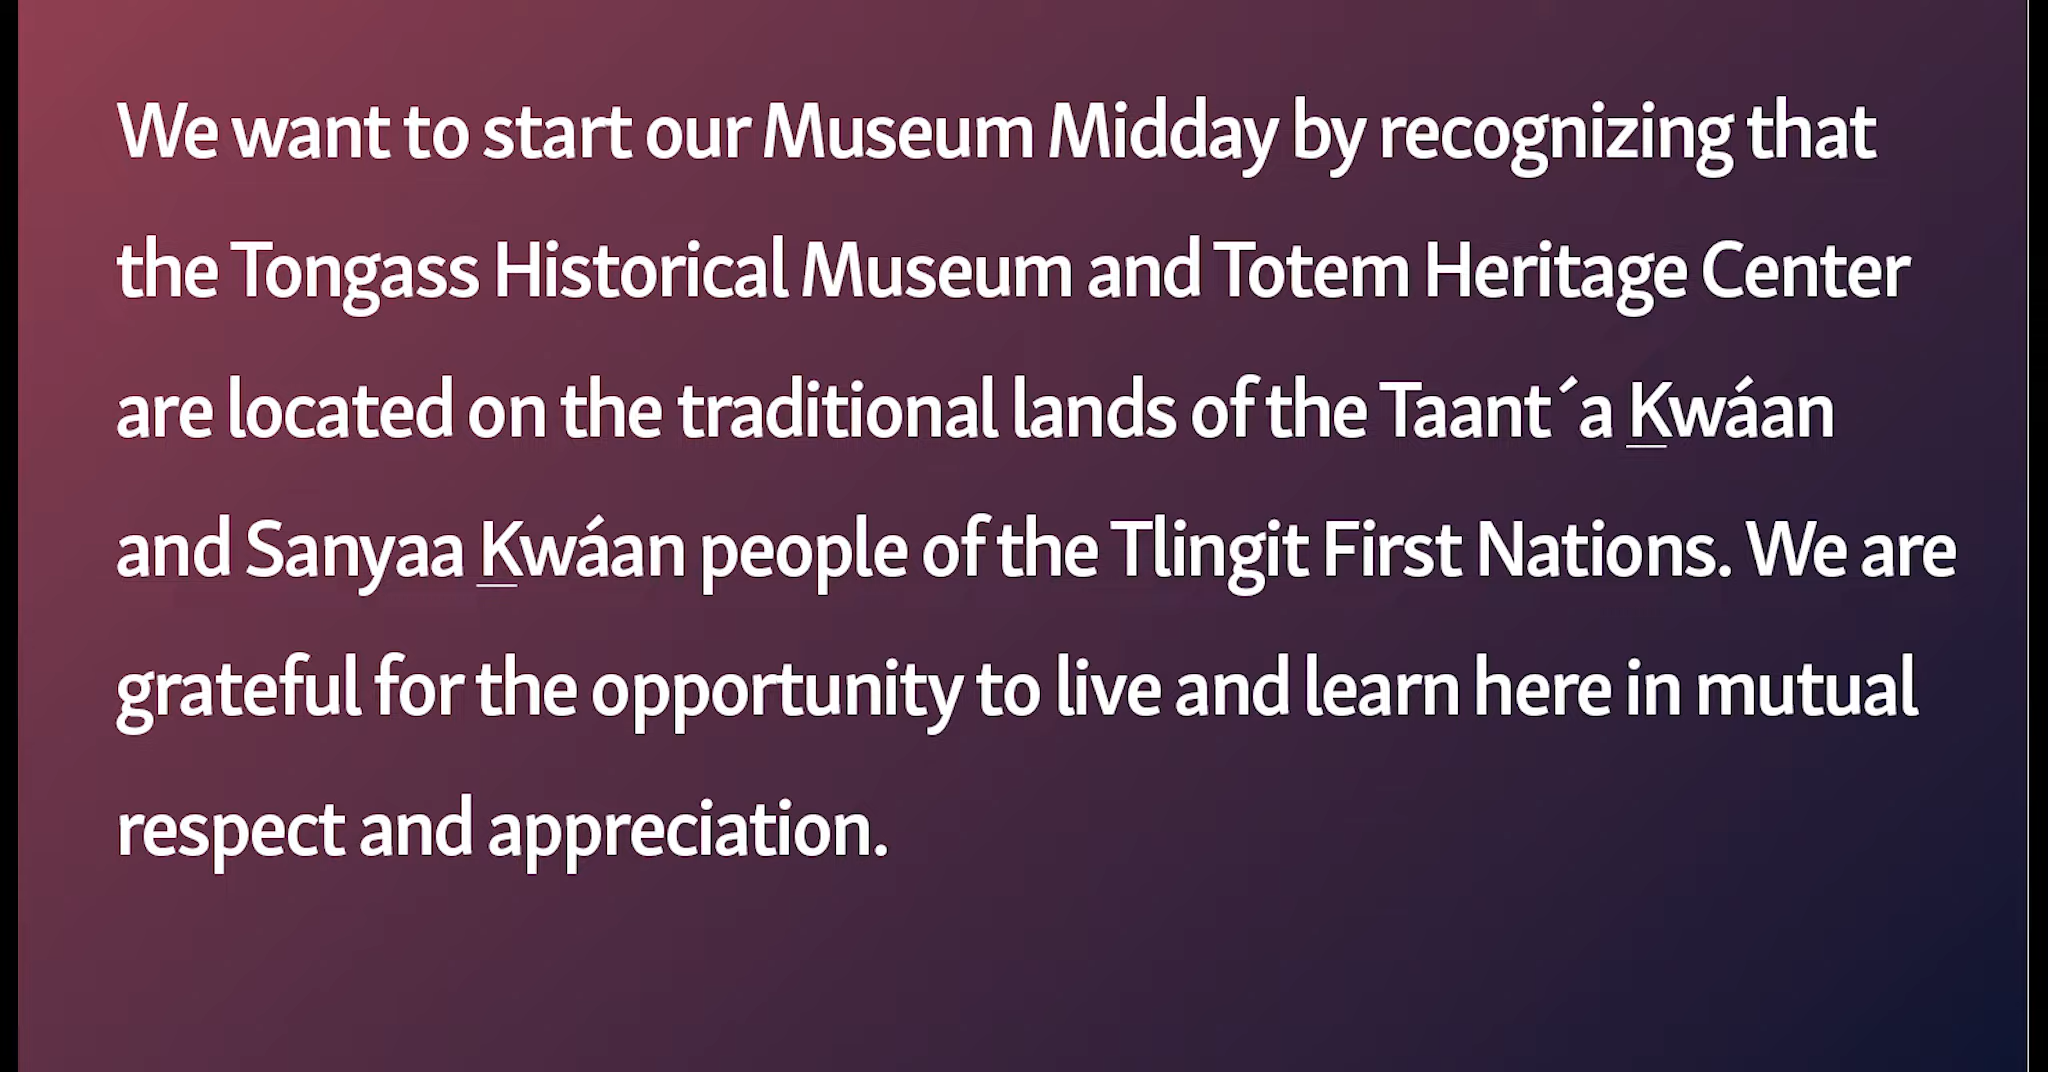 We want to start our Museum Midday by recognizing that
the Tongass Historical Museum and Totem Heritage Center
are located on the traditional lands of the Taant´a Ḵwáan
and Sanyaa Ḵwáan people of the Tlingit First Nations. We are
grateful for the opportunity to live and learn here in mutual
respect and appreciation.